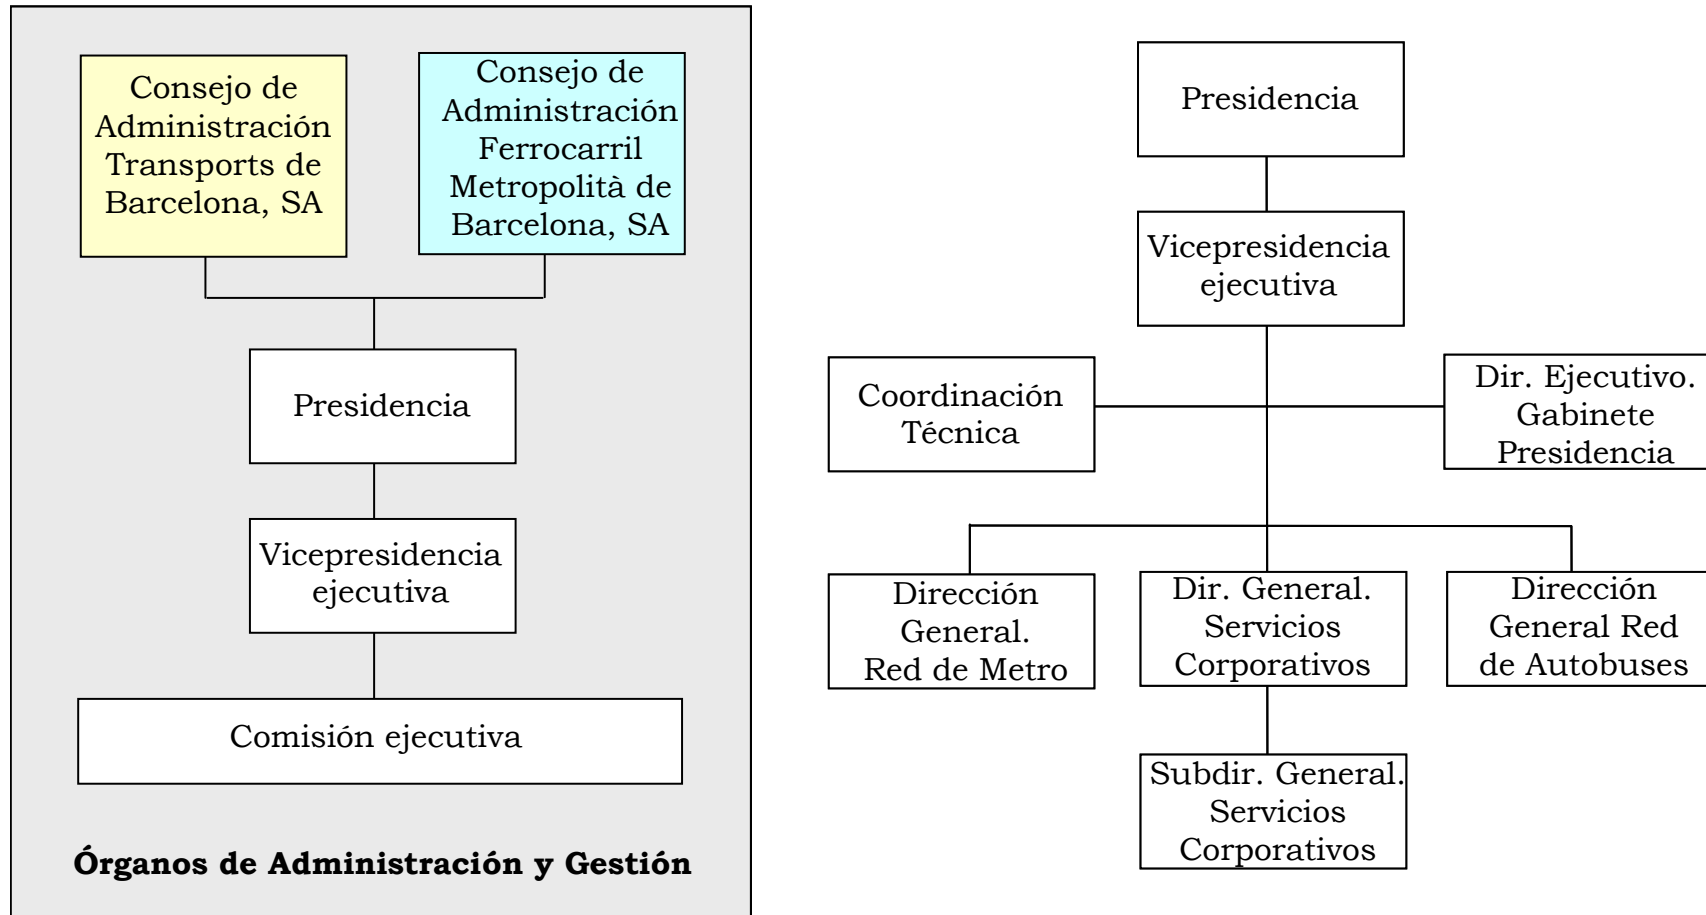 Consejo de
Administración
Transports de
Barcelona, SA
Consejo de
Administración
Ferrocarril
Metropolità de
Barcelona, SA
Presidencia
Vicepresidencia
ejecutiva
Comisión ejecutiva
Órganos de Administración y Gestión
Presidencia
Vicepresidencia
ejecutiva
Coordinación
Técnica
Dir. Ejecutivo.
Gabinete
Presidencia
Dirección
General.
Red de Metro
Dir. General.
Servicios
Corporativos
Dirección
General Red
de Autobuses
Subdir. General.
Servicios
Corporativos